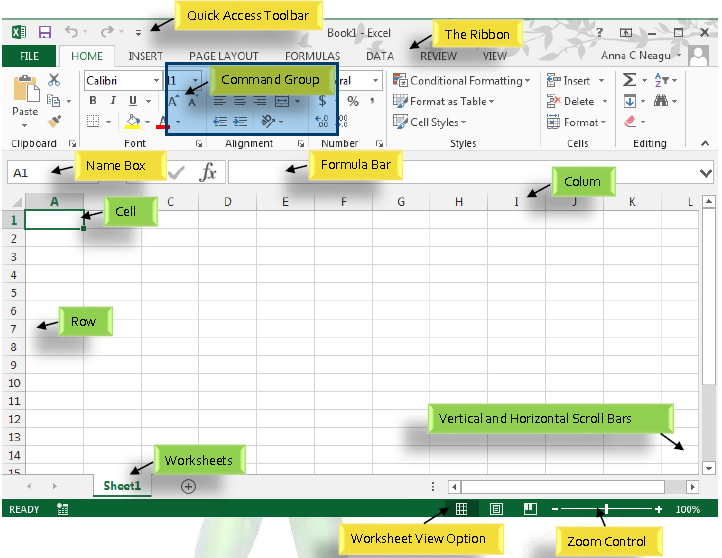 Quick Access Toolbar
Book1 - Excel
The Ribbon
FILE HOME INSERT PAGE LAYOUT FORMULAS DATA REVIEW VIEW Anna C Neagu
Calibri 11 Command Group ral Conditional Formatting Insert
Paste B I U A A $ % , Format as Table Delete
A .00 Cell Styles Format
Clipboard Font Alignment Number Styles Cells Editing
A1 Name Box fx Formula Bar
Colum
A C D E F G H I J K L
Cell
1
2
3
4
5
6
Row
7
8
9
10
11
12
Vertical and Horizontal Scroll Bars
13
14
Worksheets
15
Sheet1
READY 100%
Worksheet View Option
Zoom Control